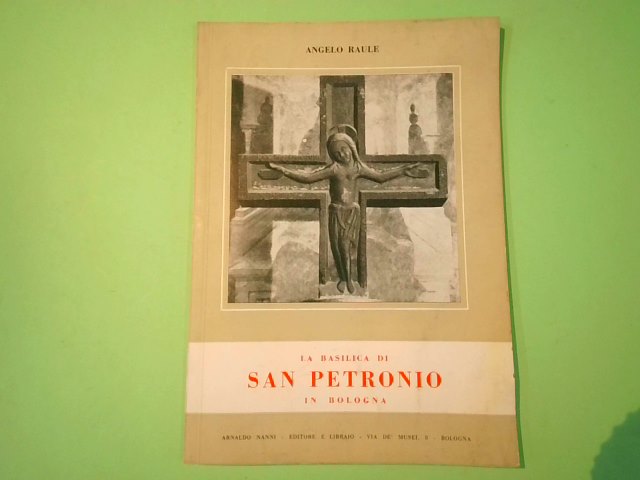 ANGELO RAULE
LA BASILICA DI
SAN PETRONIO
IN BOLOGNA
ARNALDO NANNI - EDITORE E LIBRAIO - VIA DE' MUSEI, 8 - BOLOGNA